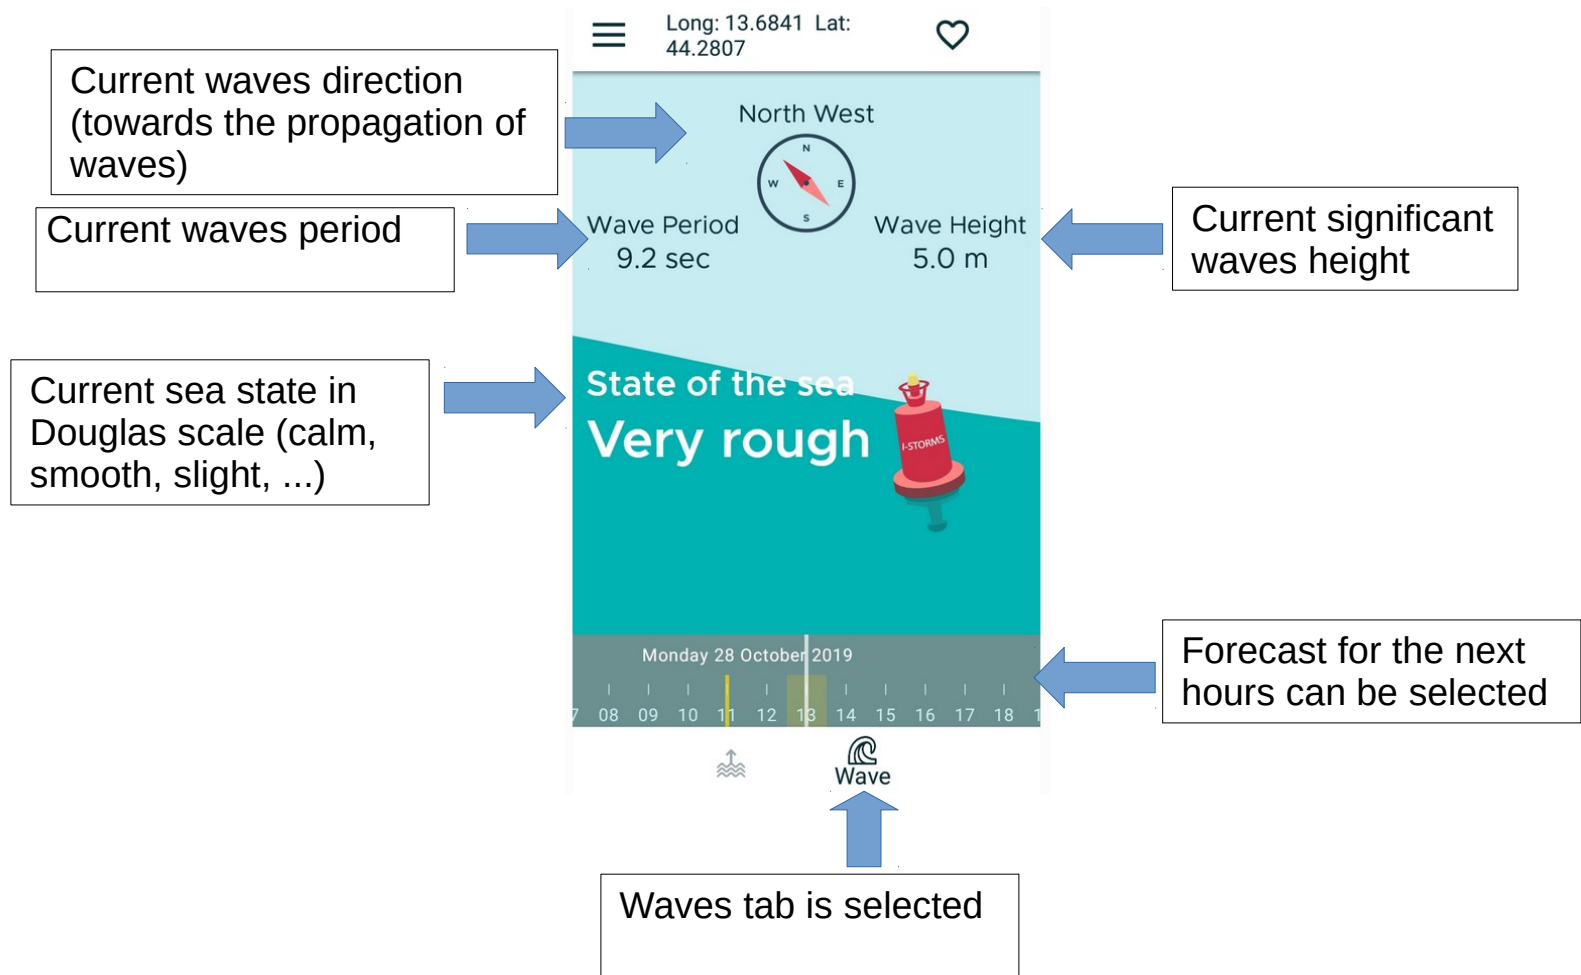 Long: 13.6841 Lat:
44.2807
Current waves direction
(towards the propagation of
waves)
North West
N
W
E
S
Current waves period
Wave Period
9.2 sec
Wave Height
5.0 m
Current significant
waves height
Current sea state in
Douglas scale (calm,
smooth, slight, ...)
State of the sea
Very rough
I-STORMS
Monday 28 October 2019
7 08 09 10 11 12 13 14 15 16 17 18 1
Forecast for the next
hours can be selected
Wave
Waves tab is selected